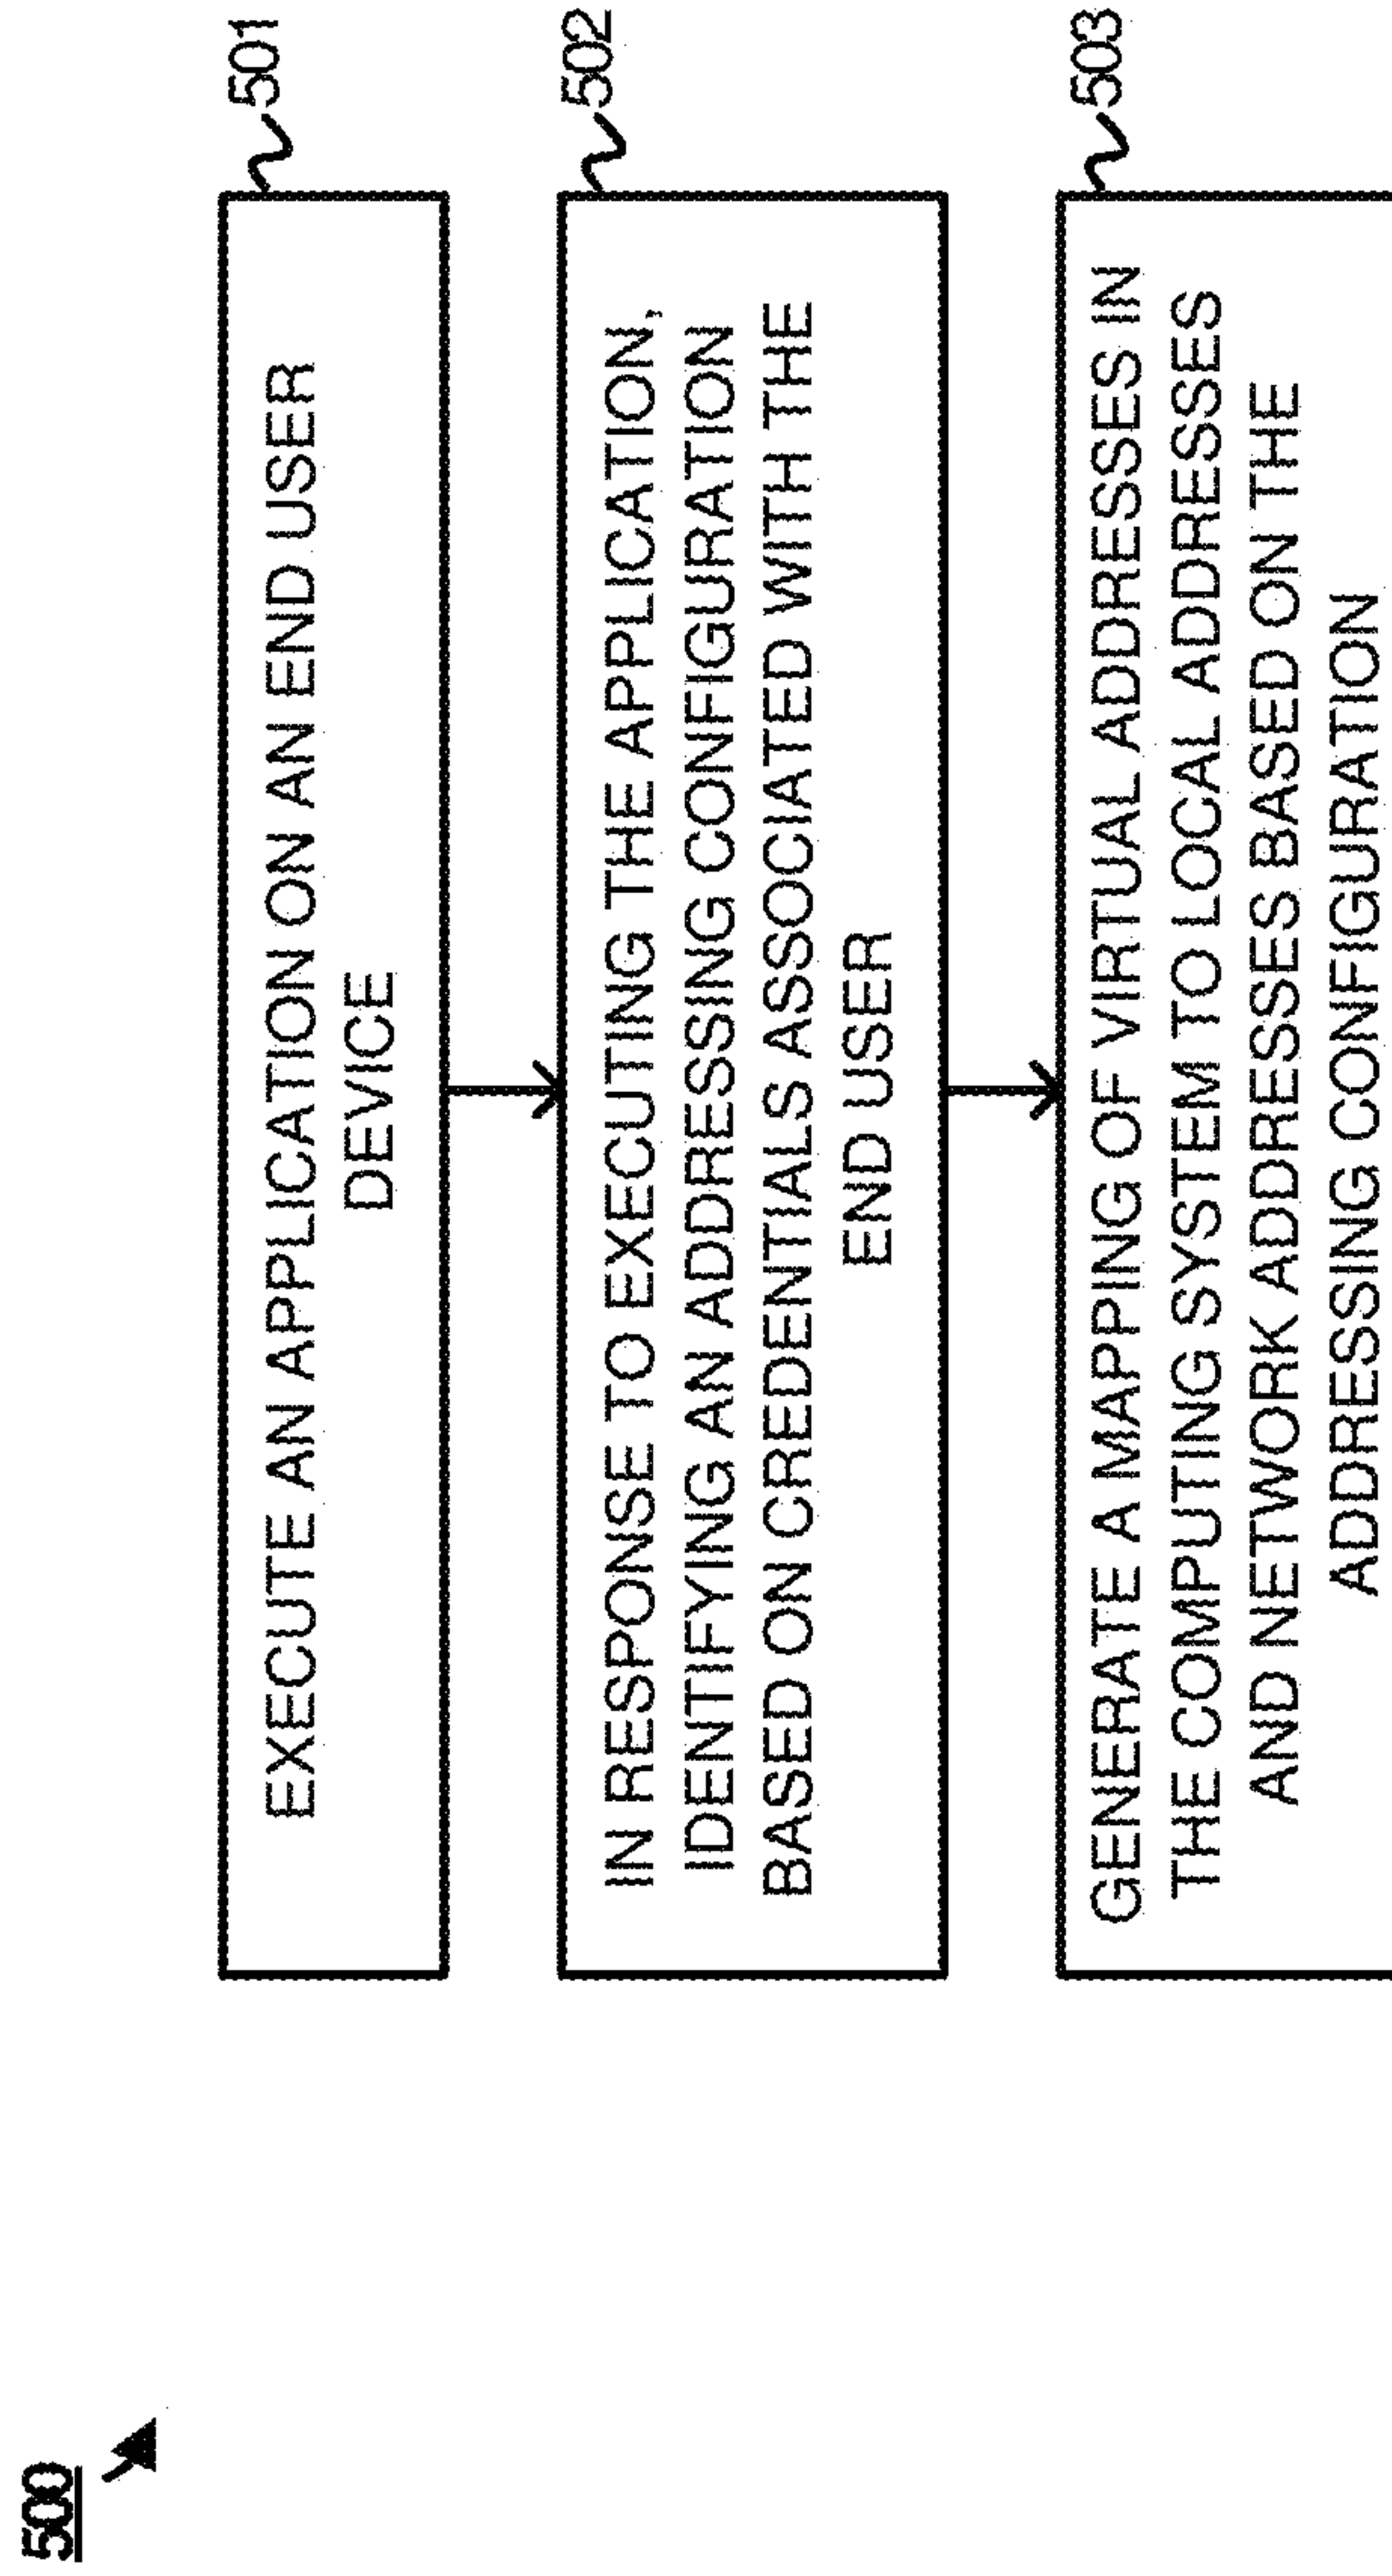 500
501
EXECUTE AN APPLICATION ON AN END USER
DEVICE
502
IN RESPONSE TO EXECUTING THE APPLICATION,
IDENTIFYING AN ADDRESSING CONFIGURATION
BASED ON CREDENTIALS ASSOCIATED WITH THE
END USER
503
GENERATE A MAPPING OF VIRTUAL ADDRESSES IN
THE COMPUTING SYSTEM TO LOCAL ADDRESSES
AND NETWORK ADDRESSES BASED ON THE
ADDRESSING CONFIGURATION